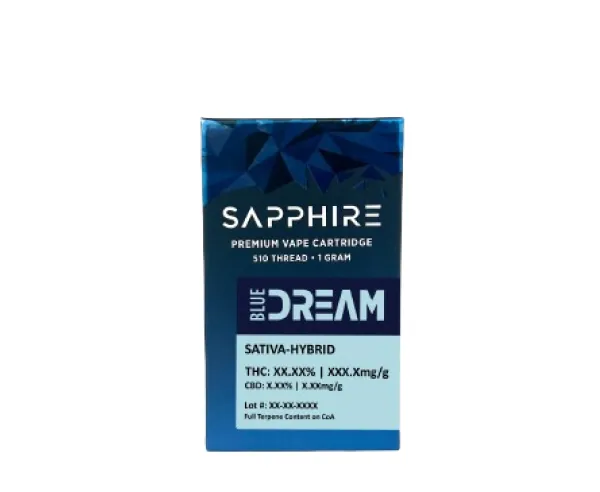 SAPPHIRE
PREMIUM VAPE CARTRIDGE
510 THREAD • 1 GRAM
BLUE DREAM
SATIVA-HYBRID
THC: XX.XX% | XXX.Xmg/g
CBD: X.XX% | X.XXmg/g
Lot #: XX-XX-XXXX
Full Terpene Content on CoA